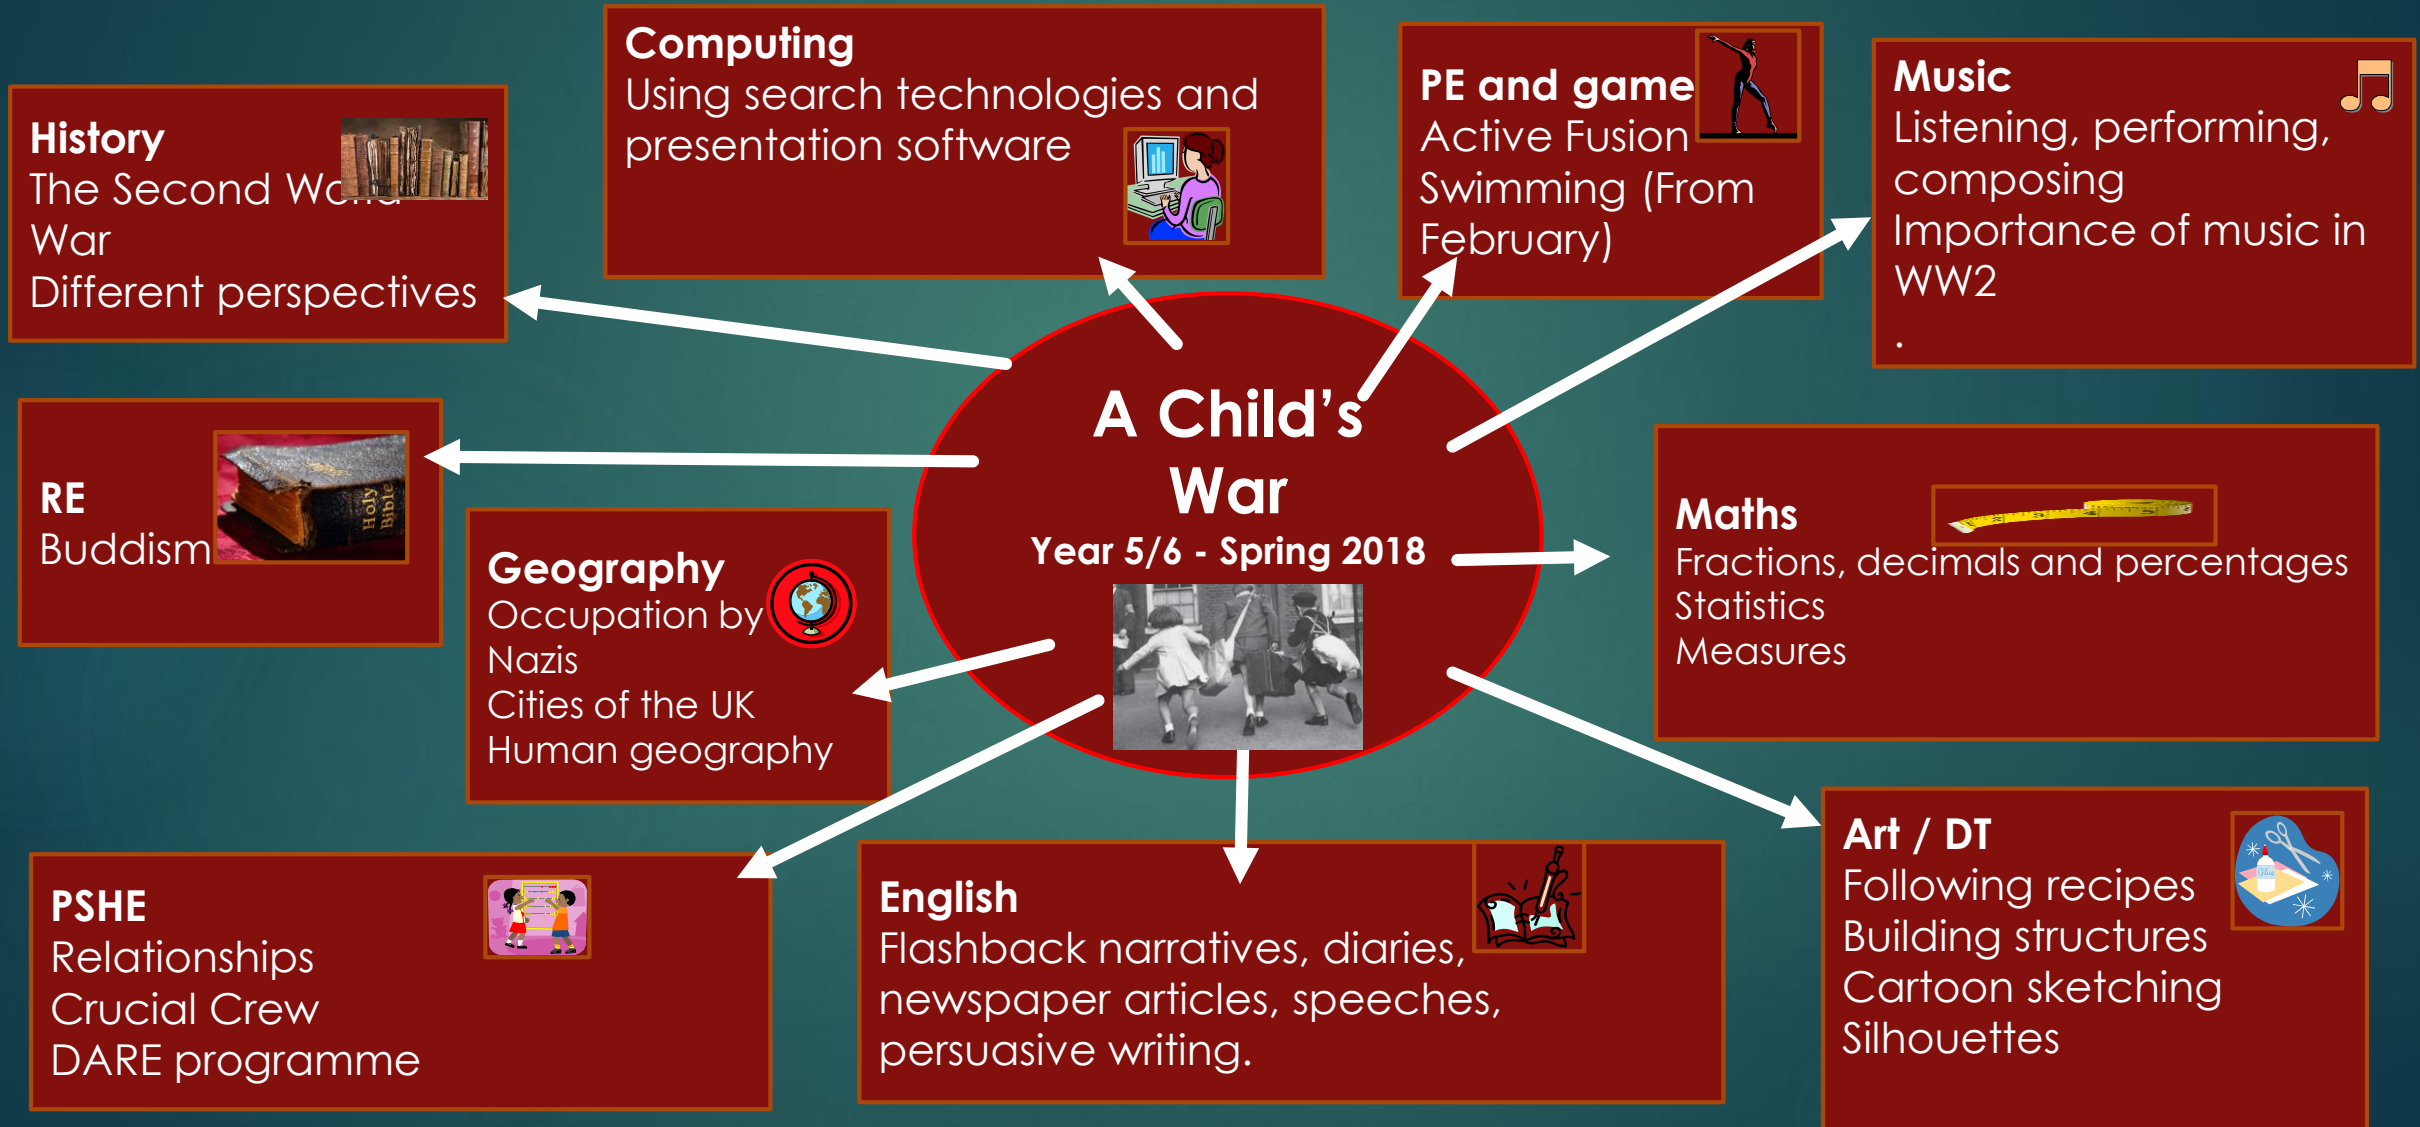 Computing
Using search technologies and
presentation software
PE and game
Active Fusion
Swimming (From
February)
Music
Listening, performing,
composing
Importance of music in
WW2
.
History
The Second World
War
Different perspectives
A Child’s
War
Year 5/6 - Spring 2018
RE
Buddism
Holy
Bible
Geography
Occupation by
Nazis
Cities of the UK
Human geography
Maths
Fractions, decimals and percentages
Statistics
Measures
PSHE
Relationships
Crucial Crew
DARE programme
English
Flashback narratives, diaries,
newspaper articles, speeches,
persuasive writing.
Art / DT
Following recipes
Building structures
Cartoon sketching
Silhouettes
Glue